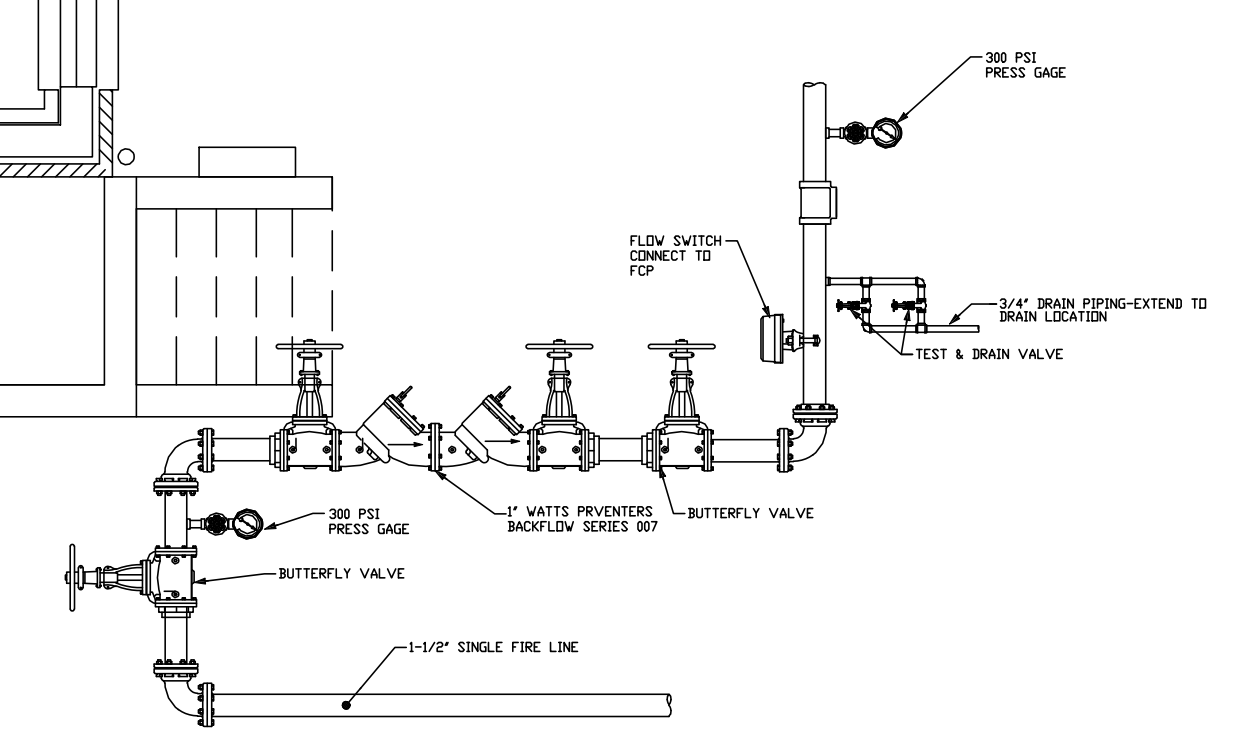 300 PSI
PRESS GAGE
FLOW SWITCH
CONNECT TO
FCP
3/4" DRAIN PIPING-EXTEND TO
DRAIN LOCATION
TEST & DRAIN VALVE
1" WATTS PRVENTERS
BACKFLOW SERIES 007
BUTTERFLY VALVE
300 PSI
PRESS GAGE
BUTTERFLY VALVE
1-1/2" SINGLE FIRE LINE